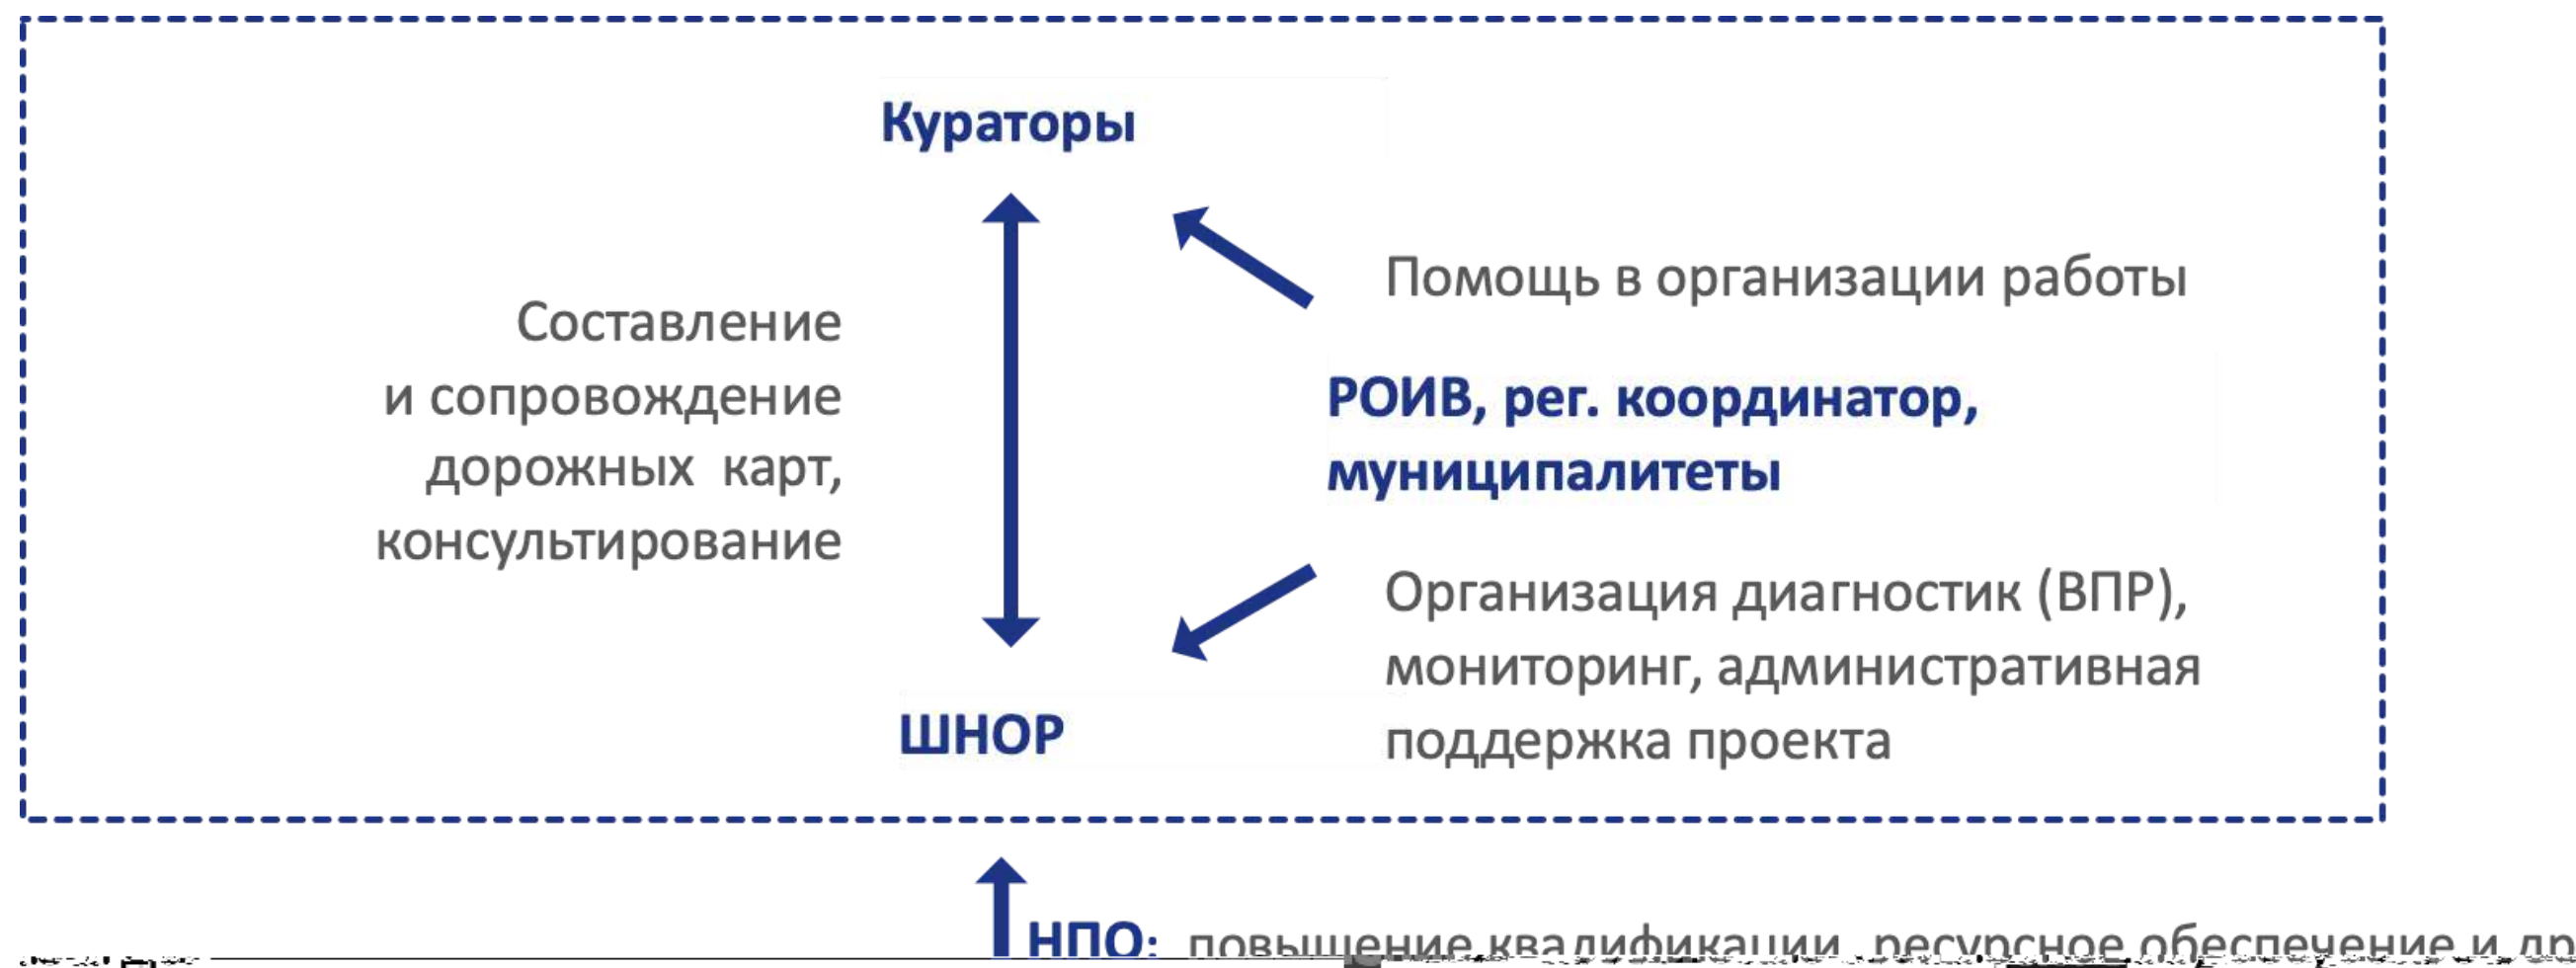 Кураторы
Составление
и сопровождение
дорожных карт,
консультирование
Помощь в организации работы
РОИВ, рег. координатор,
муниципалитеты
Организация диагностик (ВПР),
мониторинг, административная
поддержка проекта
ШНОР
НПО: повышение квалификации, ресурсное обеспечение и др